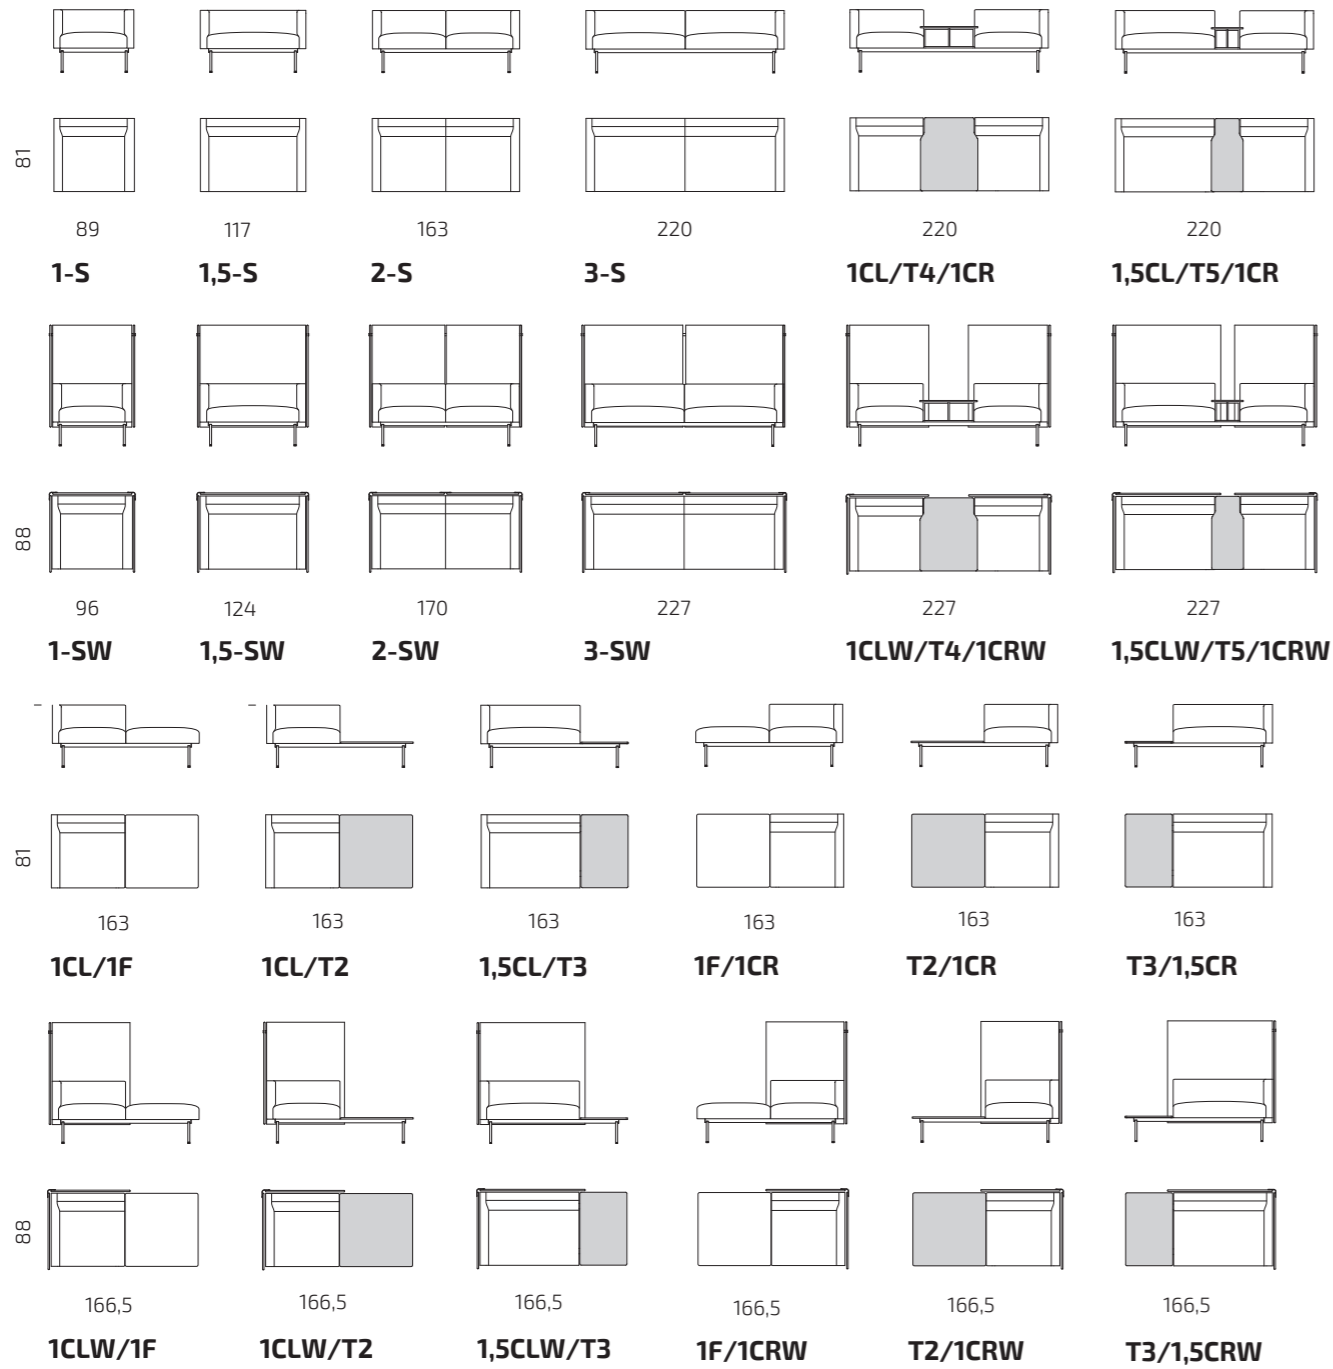 81
89 117 163 220 220 220
1-S 1,5-S 2-S 3-S 1CL/T4/1CR 1,5CL/T5/1CR
88
96 124 170 227 227 227
1-SW 1,5-SW 2-SW 3-SW 1CLW/T4/1CRW 1,5CLW/T5/1CRW
81
163 163 163 163 163 163
1CL/1F 1CL/T2 1,5CL/T3 1F/1CR T2/1CR T3/1,5CR
88
166,5 166,5 166,5 166,5 166,5 166,5
1CLW/1F 1CLW/T2 1,5CLW/T3 1F/1CRW T2/1CRW T3/1,5CRW